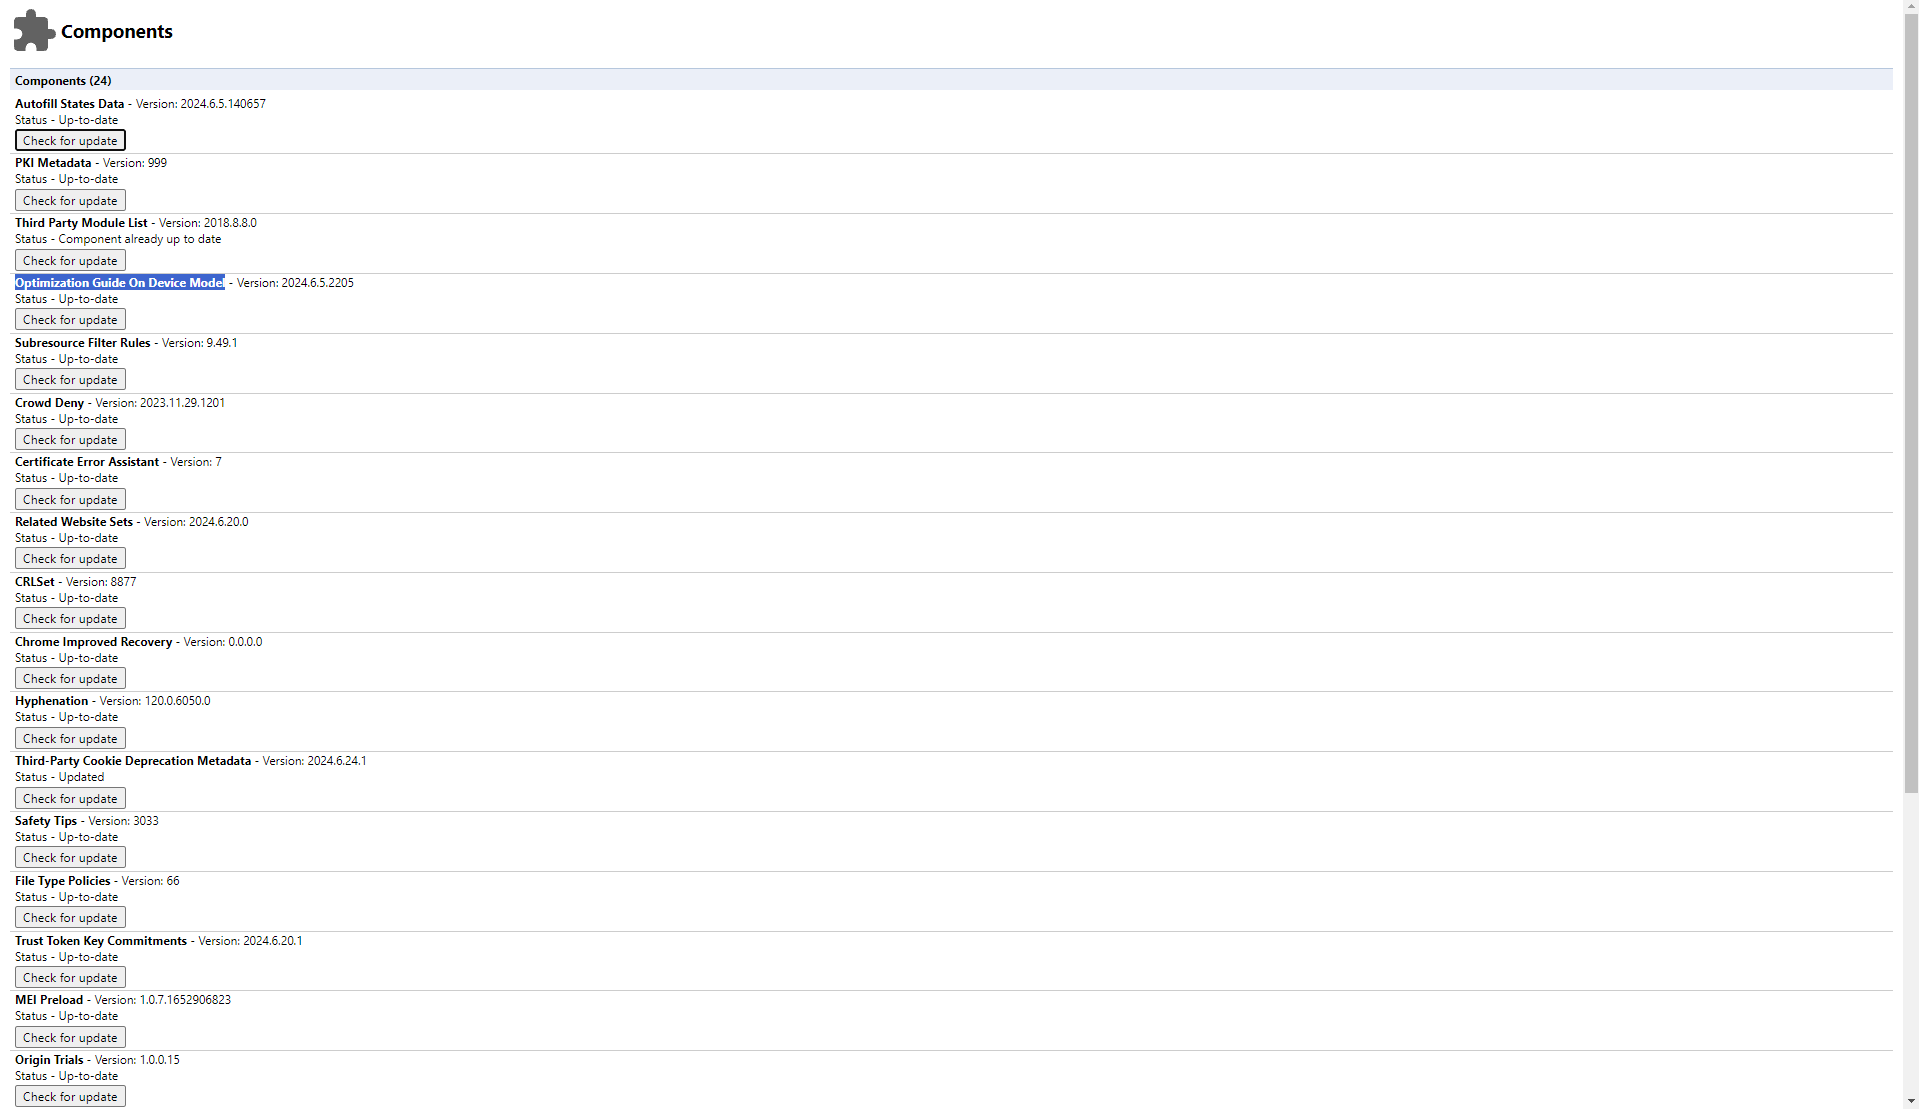 Components
Components (24)
Autofill States Data - Version: 2024.6.5.140657
Status - Up-to-date
Check for update
PKI Metadata - Version: 999
Status - Up-to-date
Check for update
Third Party Module List - Version: 2018.8.8.0
Status - Component already up to date
Check for update
Optimization Guide On Device Model - Version: 2024.6.5.2205
Status - Up-to-date
Check for update
Subresource Filter Rules - Version: 9.49.1
Status - Up-to-date
Check for update
Crowd Deny - Version: 2023.11.29.1201
Status - Up-to-date
Check for update
Certificate Error Assistant - Version: 7
Status - Up-to-date
Check for update
Related Website Sets - Version: 2024.6.20.0
Status - Up-to-date
Check for update
CRLSet - Version: 8877
Status - Up-to-date
Check for update
Chrome Improved Recovery - Version: 0.0.0.0
Status - Up-to-date
Check for update
Hyphenation - Version: 120.0.6050.0
Status - Up-to-date
Check for update
Third-Party Cookie Deprecation Metadata - Version: 2024.6.24.1
Status - Updated
Check for update
Safety Tips - Version: 3033
Status - Up-to-date
Check for update
File Type Policies - Version: 66
Status - Up-to-date
Check for update
Trust Token Key Commitments - Version: 2024.6.20.1
Status - Up-to-date
Check for update
MEI Preload - Version: 1.0.7.1652906823
Status - Up-to-date
Check for update
Origin Trials - Version: 1.0.0.15
Status - Up-to-date
Check for update